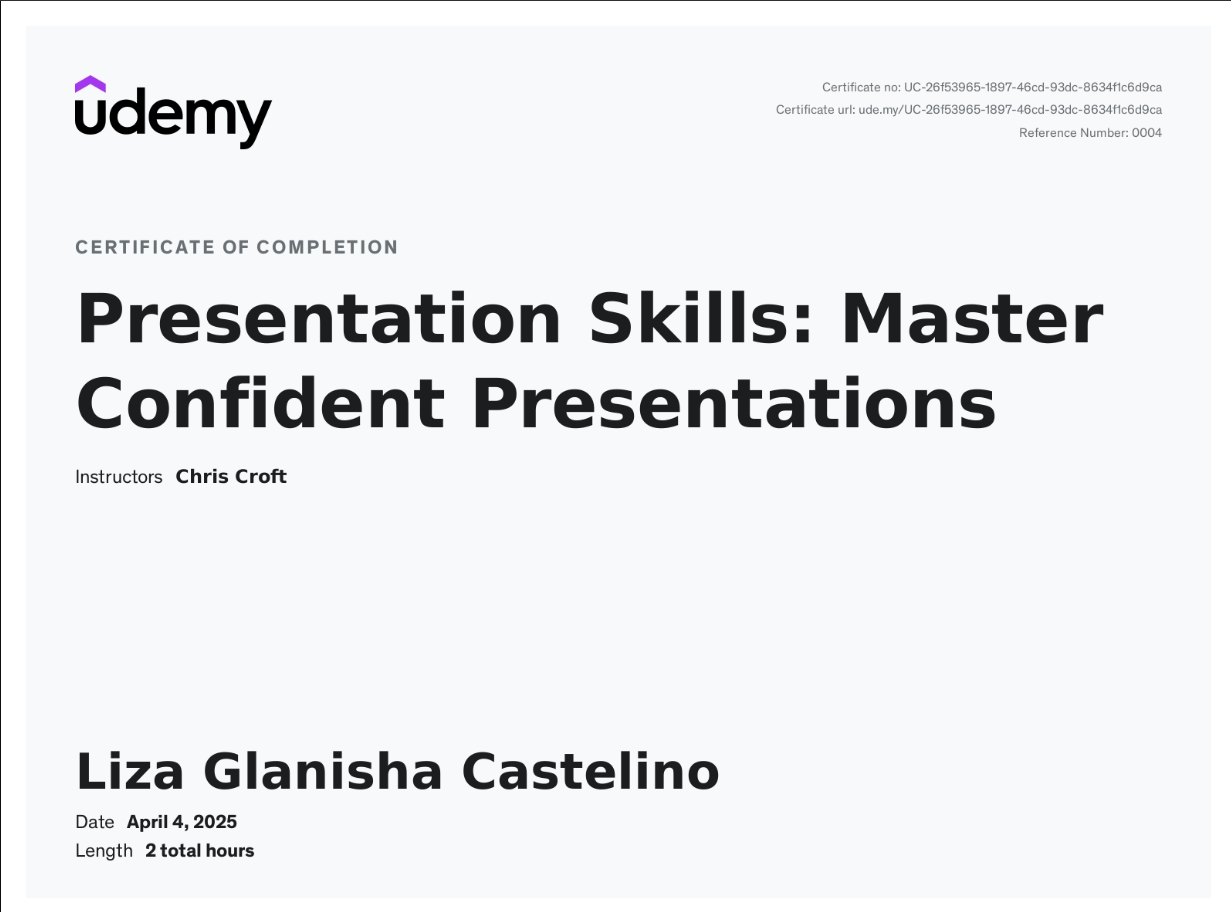 udemy
Certificate no: UC-26f53965-1897-46cd-93dc-8634f1c6d9ca
Certificate url: ude.my/UC-26f53965-1897-46cd-93dc-8634f1c6d9ca
Reference Number: 0004
CERTIFICATE OF COMPLETION
Presentation Skills: Master
Confident Presentations
Instructors Chris Croft
Liza Glanisha Castelino
Date April 4, 2025
Length 2 total hours